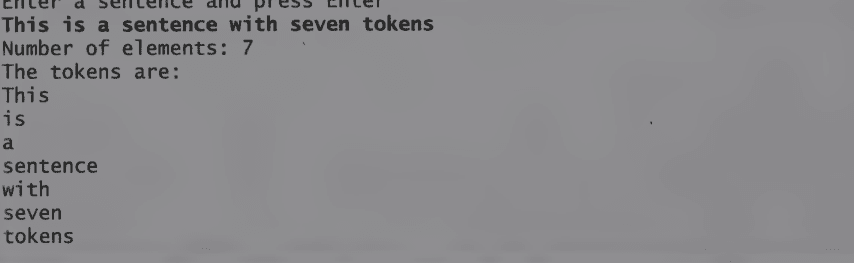 Enter a sentence and press Enter
This is a sentence with seven tokens
Number of elements: 7
The tokens are:
This
is
a
sentence
with
seven
tokens